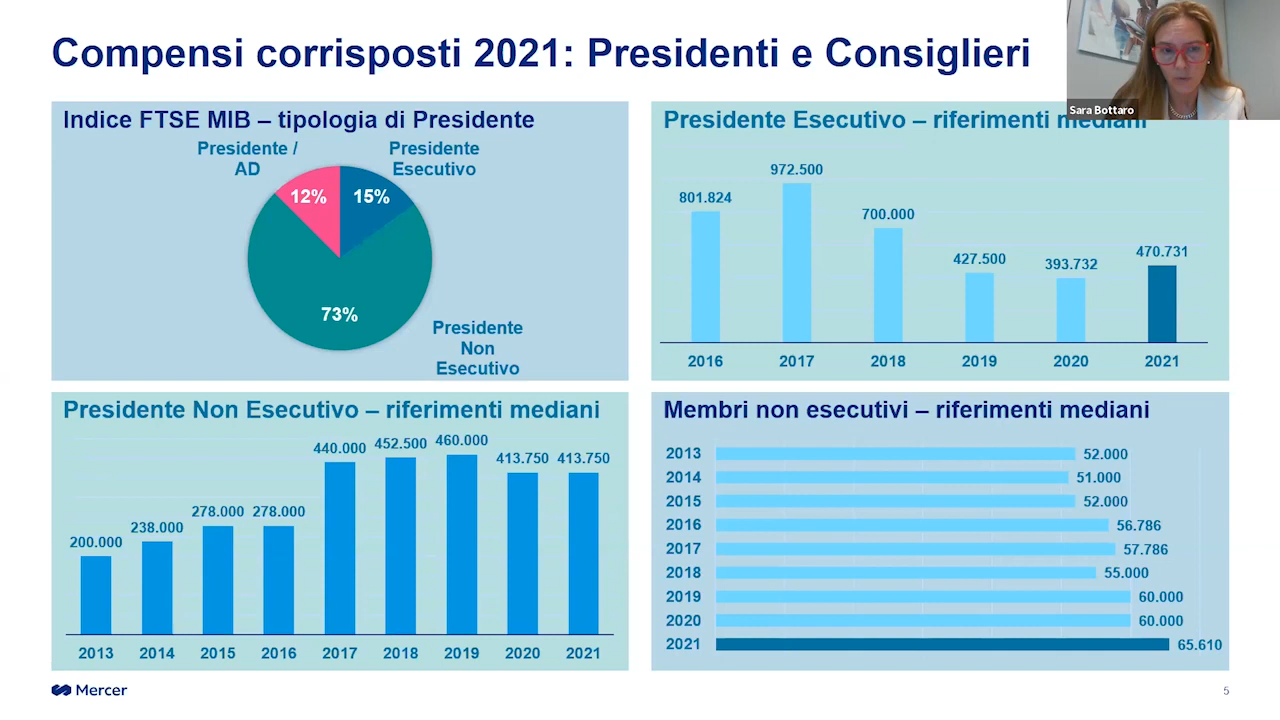 Compensi corrisposti 2021: Presidenti e Consiglieri
Sara Bottaro
Indice FTSE MIB – tipologia di Presidente
Presidente /
AD
Presidente
Esecutivo
12%
15%
73%
Presidente
Non
Esecutivo
Presidente Esecutivo – riferimenti mediani
801.824
972.500
700.000
427.500
393.732
470.731
2016 2017 2018 2019 2020 2021
Presidente Non Esecutivo – riferimenti mediani
200.000
238.000
278.000
278.000
440.000
452.500
460.000
413.750
413.750
2013 2014 2015 2016 2017 2018 2019 2020 2021
Membri non esecutivi – riferimenti mediani
2013 52.000
2014 51.000
2015 52.000
2016 56.786
2017 57.786
2018 55.000
2019 60.000
2020 60.000
2021 65.610
Mercer
5